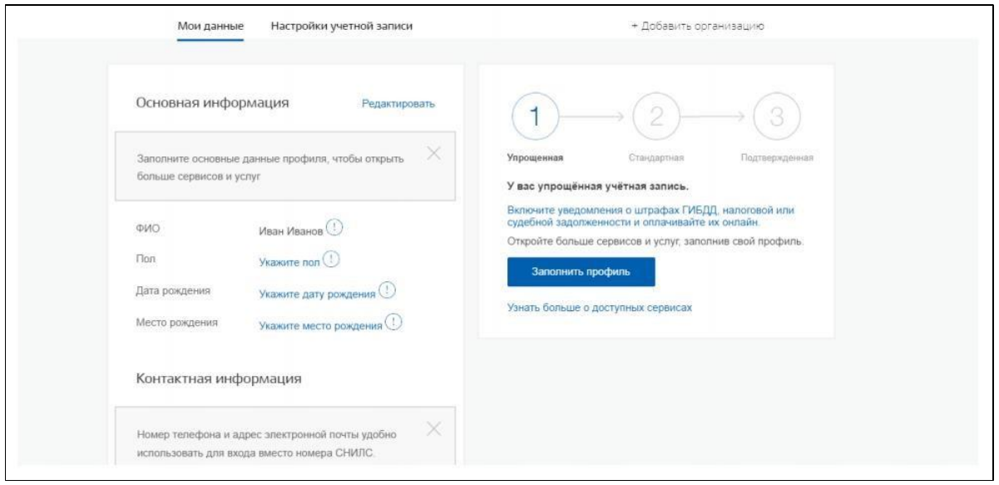 Мои данные
Настройки учетной записи
+ Добавить организацию
Основная информация
Редактировать
Заполните основные данные профиля, чтобы открыть
больше сервисов и услуг
ФИО
Иван Иванов !
Пол
Укажите пол !
Дата рождения
Укажите дату рождения !
Место рождения
Укажите место рождения !
Контактная информация
Номер телефона и адрес электронной почты удобно
использовать для входа вместо номера СНИЛС.
1
2
3
Упрощенная
Стандартная
Подтвержденная
У вас упрощённая учётная запись.
Включите уведомления о штрафах ГИБДД, налоговой или
судебной задолженности и оплачивайте их онлайн.
Откройте больше сервисов и услуг, заполнив свой профиль.
Заполнить профиль
Узнать больше о доступных сервисах